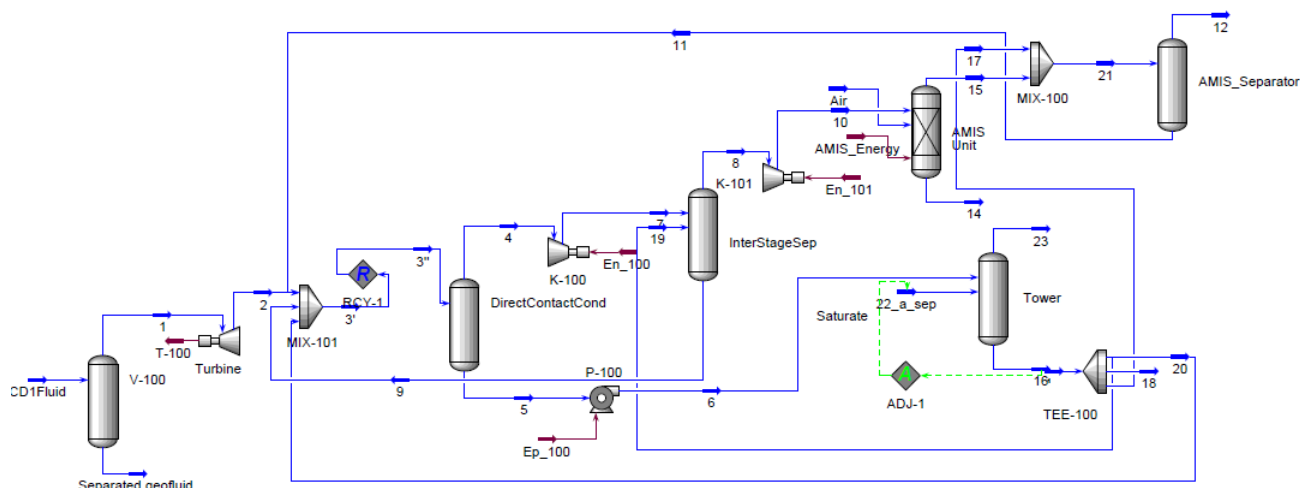 12
11
17
15
21
AMIS_Separator
MIX-100
Air
10
AMIS
Unit
AMIS_Energy
8
K-101
En_101
14
7
19
InterStageSep
4
K-100
En_100
3"
R
RCY-1
DirectContactCond
23
2
3'
MIX-101
22_a_sep
Tower
Saturate
1
T-100
Turbine
V-100
CD1Fluid
P-100
9
5
6
A
ADJ-1
16
18
20
TEE-100
Ep_100
Separated geofluid